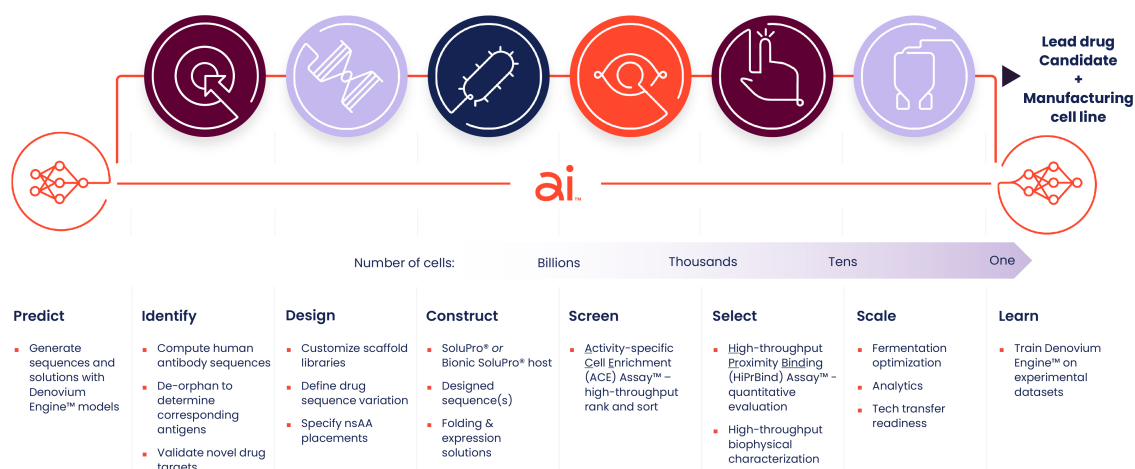 Lead drug
Candidate
+
Manufacturing
cell line
ai™
Number of cells:
Billions
Thousands
Tens
One
Predict
▪ Generate
sequences and
solutions with
Denovium
Engine™ models
Identify
▪ Compute human
antibody sequences
▪ De-orphan to
determine
corresponding
antigens
▪ Validate novel drug
targets
Design
▪ Customize scaffold
libraries
▪ Define drug
sequence variation
▪ Specify nsAA
placements
Construct
▪ SoluPro® or
Bionic SoluPro® host
▪ Designed
sequence(s)
▪ Folding &
expression
solutions
Screen
▪ Activity-specific
Cell Enrichment
(ACE) Assay™ –
high-throughput
rank and sort
Select
▪ High-throughput
Proximity Binding
(HiPrBind) Assay™ -
quantitative
evaluation
▪ High-throughput
biophysical
characterization
Scale
▪ Fermentation
optimization
▪ Analytics
▪ Tech transfer
readiness
Learn
▪ Train Denovium
Engine™ on
experimental
datasets